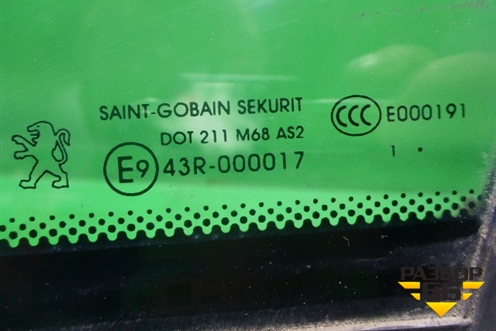 SAINT-GOBAIN SEKURIT
DOT 211 M68 AS2
E9 43R-000017
CCC E000191
1 .
РАЗБОР